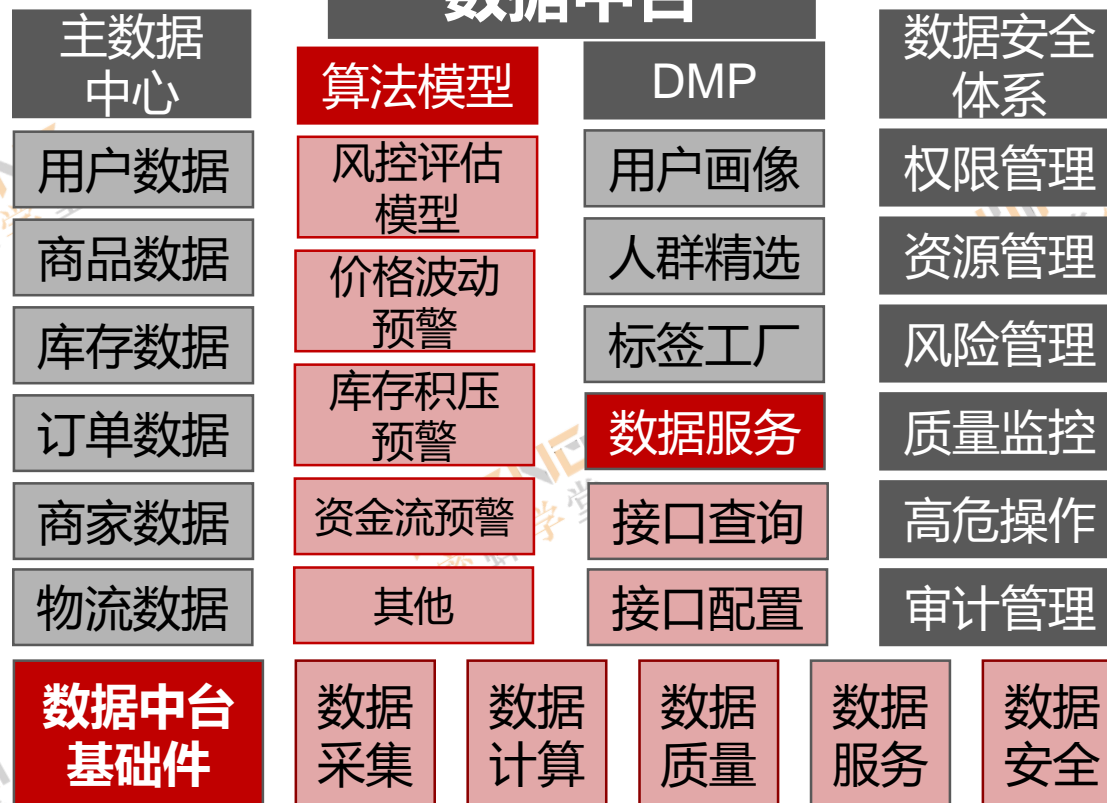 数据中台
主数据
中心
用户数据
商品数据
库存数据
订单数据
商家数据
物流数据
算法模型
风控评估
模型
价格波动
预警
库存积压
预警
资金流预警
其他
DMP
用户画像
人群精选
标签工厂
数据服务
接口查询
接口配置
数据安全
体系
权限管理
资源管理
风险管理
质量监控
高危操作
审计管理
数据中台
基础件
数据
采集
数据
计算
数据
质量
数据
服务
数据
安全